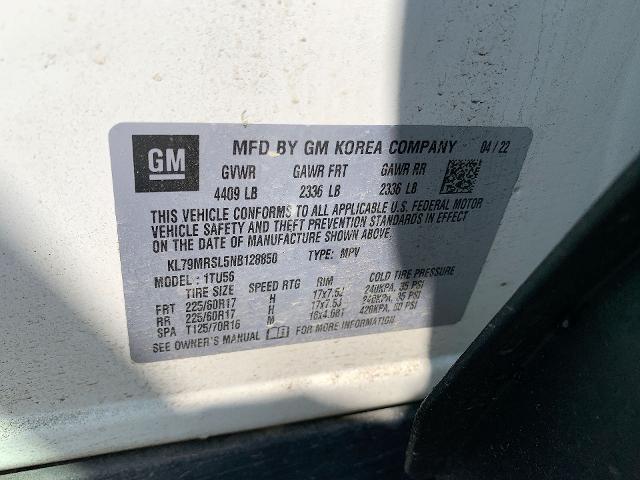 GM
MFD BY GM KOREA COMPANY 04/22
GVWR GAWR FRT GAWR RR
4409 LB 2336 LB 2336 LB
THIS VEHICLE CONFORMS TO ALL APPLICABLE U.S. FEDERAL MOTOR
VEHICLE SAFETY AND THEFT PREVENTION STANDARDS IN EFFECT
ON THE DATE OF MANUFACTURE SHOWN ABOVE.
KL79MRSL5NB128850 TYPE: MPV
MODEL: 1TU56
TIRE SIZE SPEED RTG RIM COLD TIRE PRESSURE
FRT 225/60R17 H 17x7.5J 240KPA, 35 PSI
RR 225/60R17 H 17x7.5J 240KPA, 35 PSI
SPA T125/70R16 M 16x4.0BT 420KPA, 60 PSI
SEE OWNER'S MANUAL FOR MORE INFORMATION.